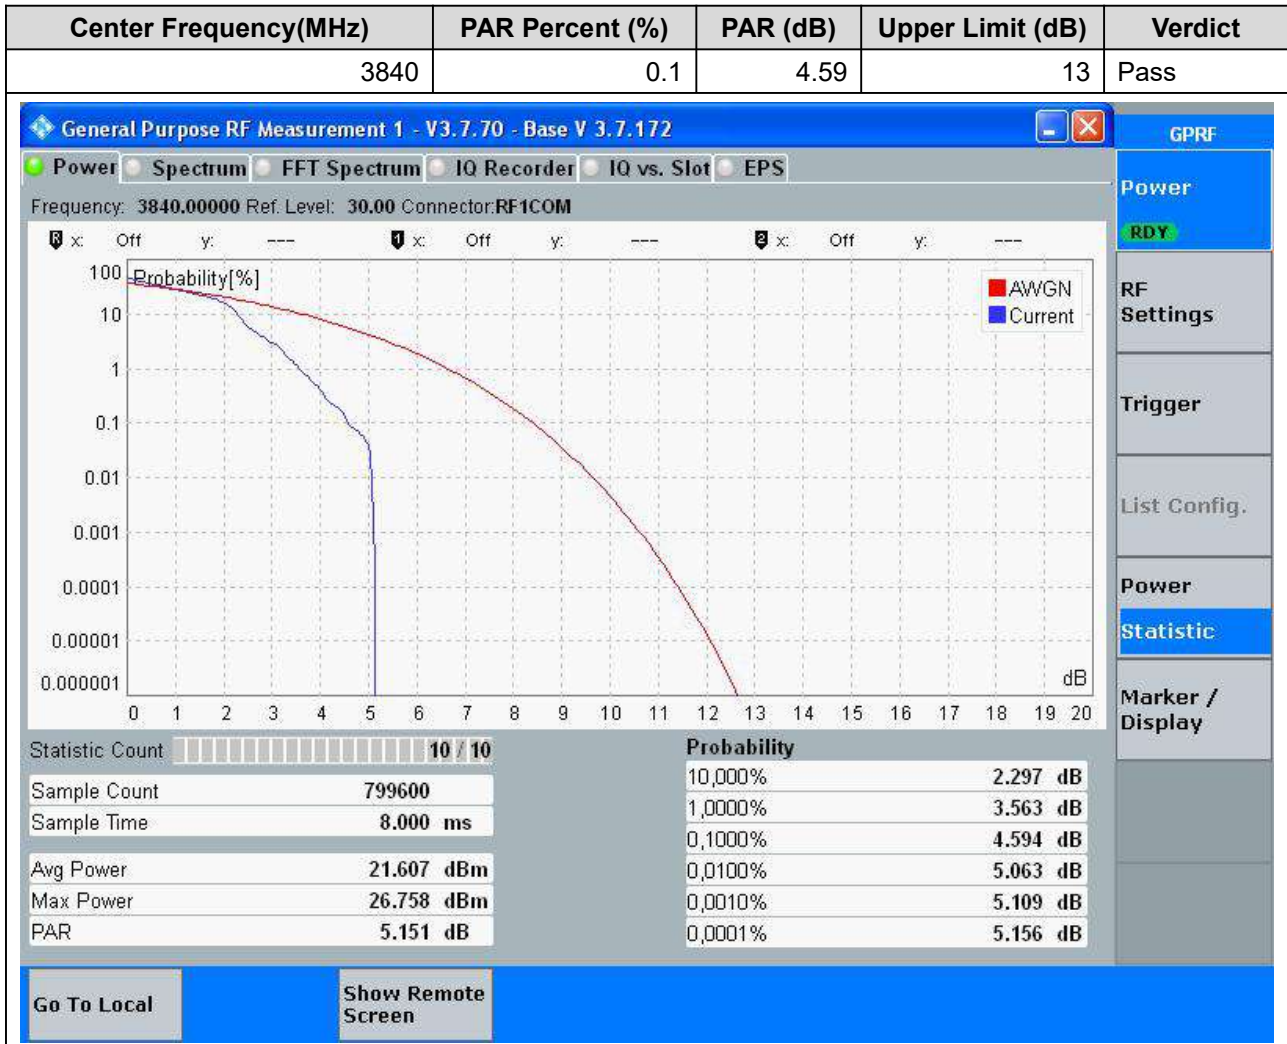 Center Frequency(MHz) PAR Percent (%) PAR (dB) Upper Limit (dB) Verdict
3840 0.1 4.59 13 Pass
General Purpose RF Measurement 1 - V3.7.70 - Base V 3.7.172
GPRF
Power Spectrum FFT Spectrum IQ Recorder IQ vs. Slot EPS
Power
RDY
Frequency: 3840.00000 Ref. Level: 30.00 Connector:RF1COM
R x: Off y: --- 1 x: Off y: --- 2 x: Off y: ---
Probability[%]
AWGN
Current
100
10
1
0.1
0.01
0.001
0.0001
0.00001
0.000001
dB
0 1 2 3 4 5 6 7 8 9 10 11 12 13 14 15 16 17 18 19 20
RF
Settings
Trigger
List Config.
Power
Statistic
Marker /
Display
Statistic Count 10 / 10
Sample Count 799600
Sample Time 8.000 ms
Avg Power 21.607 dBm
Max Power 26.758 dBm
PAR 5.151 dB
Probability
10,000% 2.297 dB
1,0000% 3.563 dB
0,1000% 4.594 dB
0,0100% 5.063 dB
0,0010% 5.109 dB
0,0001% 5.156 dB
Go To Local
Show Remote
Screen